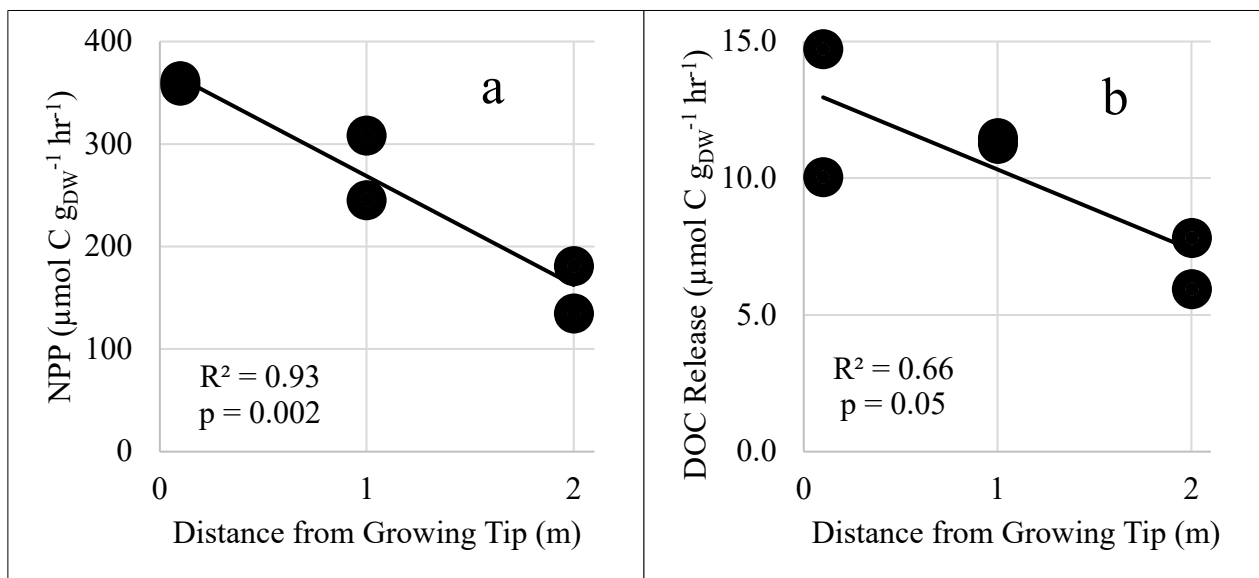 400
300
200
100
0
0
1
2
NPP (µmol C g_DW⁻¹ hr⁻¹)
a
R² = 0.93
p = 0.002
Distance from Growing Tip (m)
15.0
10.0
5.0
0.0
0
1
2
DOC Release (µmol C g_DW⁻¹ hr⁻¹)
b
R² = 0.66
p = 0.05
Distance from Growing Tip (m)